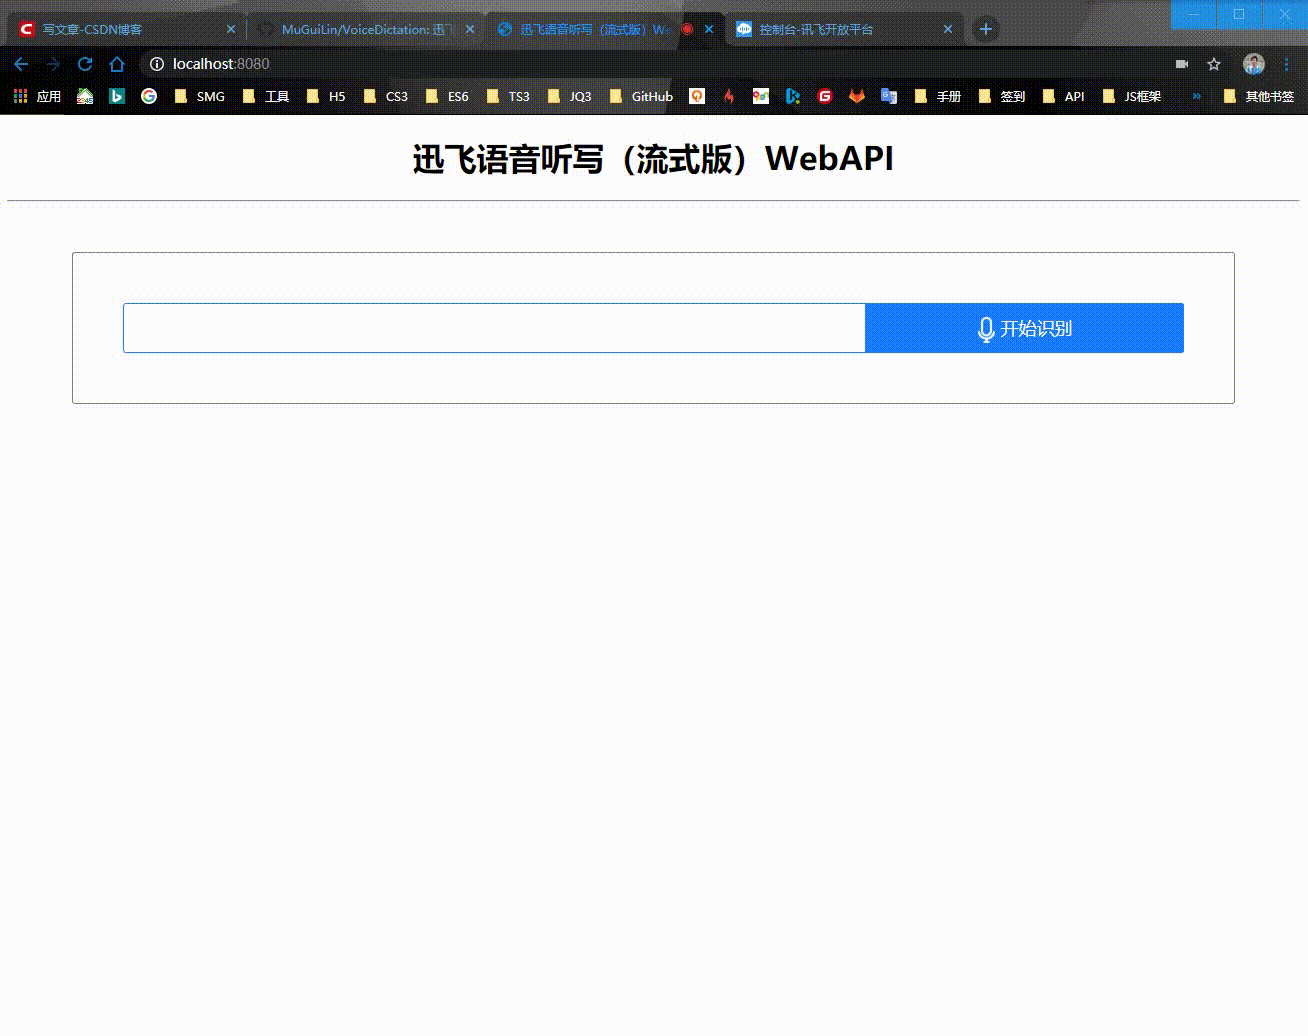 写文章-CSDN博客
MuGuiLin/VoiceDictation: 迅飞
迅飞语音听写（流式版）We
控制台-讯飞开放平台
localhost:8080
应用 SMG 工具 H5 CS3 ES6 TS3 JQ3 GitHub 手册 签到 API JS框架 » 其他书签
迅飞语音听写（流式版）WebAPI
开始识别